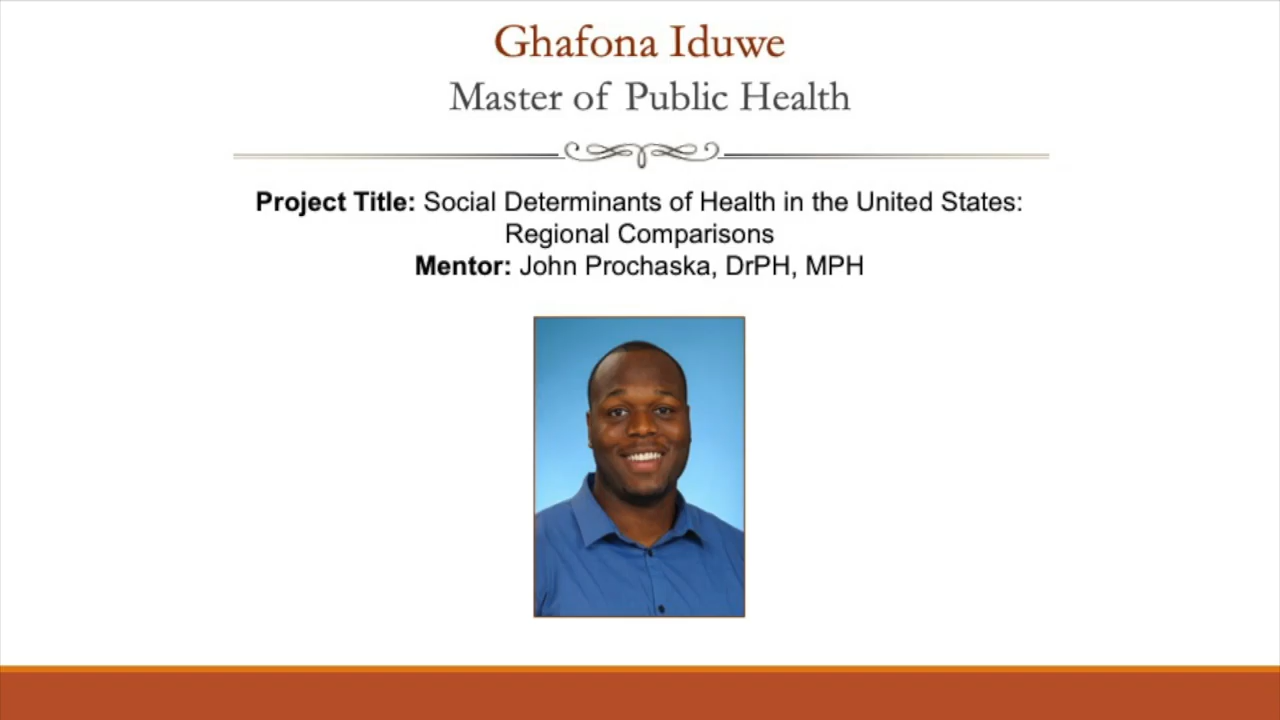 Ghafona Iduwe
Master of Public Health
Project Title: Social Determinants of Health in the United States:
Regional Comparisons
Mentor: John Prochaska, DrPH, MPH